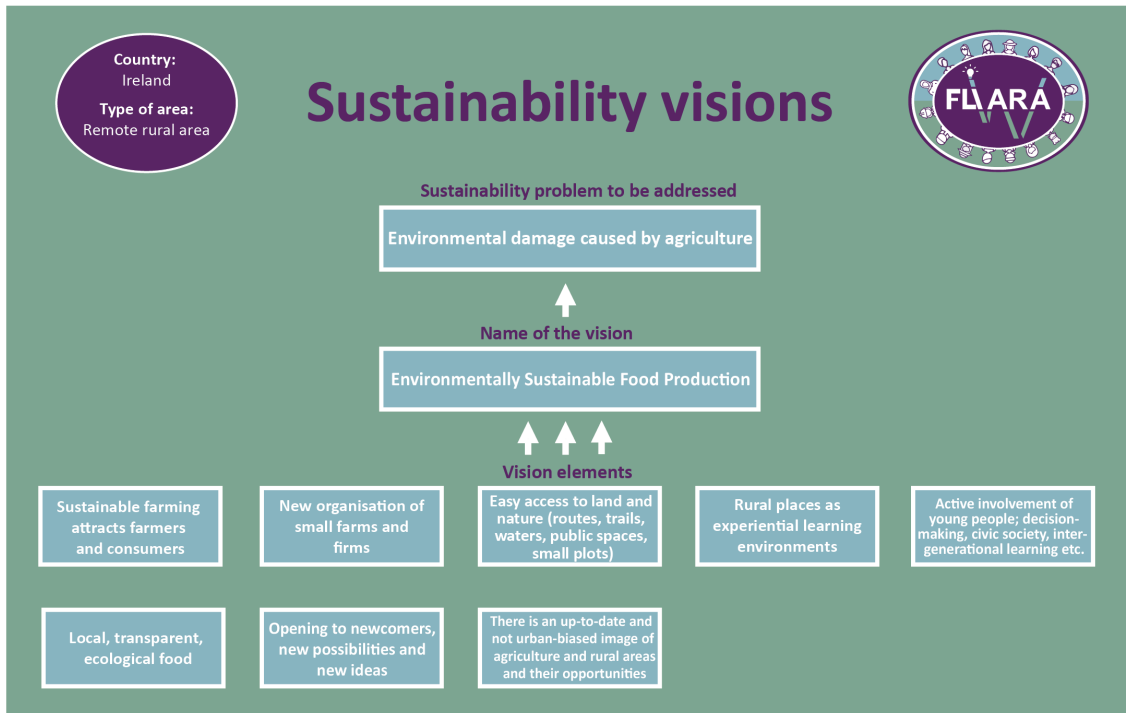 Country:
Ireland
Type of area:
Remote rural area
Sustainability visions
FLIARA
Sustainability problem to be addressed
Environmental damage caused by agriculture
Name of the vision
Environmentally Sustainable Food Production
Vision elements
Sustainable farming
attracts farmers
and consumers
New organisation of
small farms and
firms
Easy access to land and
nature (routes, trails,
waters, public spaces,
small plots)
Rural places as
experiential learning
environments
Active involvement of
young people; decision-
making, civic society, inter-
generational learning etc.
Local, transparent,
ecological food
Opening to newcomers,
new possibilities and
new ideas
There is an up-to-date and
not urban-biased image of
agriculture and rural areas
and their opportunities